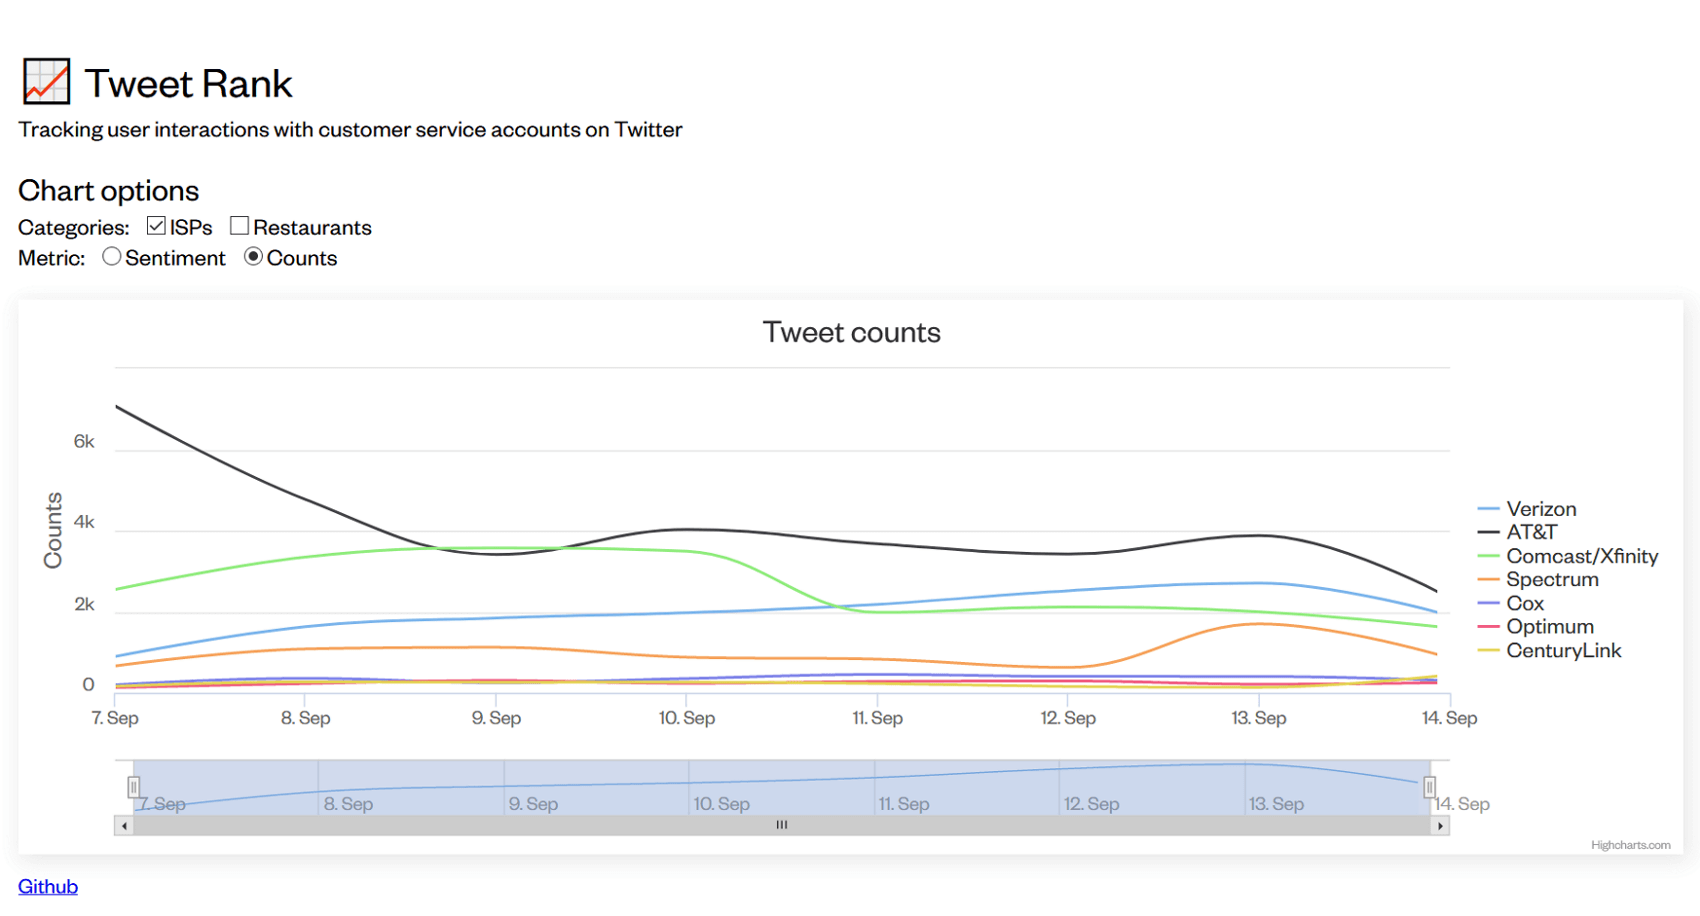 Tweet Rank
Tracking user interactions with customer service accounts on Twitter
Chart options
Categories: ISPs Restaurants
Metric: Sentiment Counts
Tweet counts
Counts
6k
4k
2k
0
7. Sep 8. Sep 9. Sep 10. Sep 11. Sep 12. Sep 13. Sep 14. Sep
Verizon
AT&T
Comcast/Xfinity
Spectrum
Cox
Optimum
CenturyLink
7. Sep 8. Sep 9. Sep 10. Sep 11. Sep 12. Sep 13. Sep 14. Sep
Highcharts.com
Github